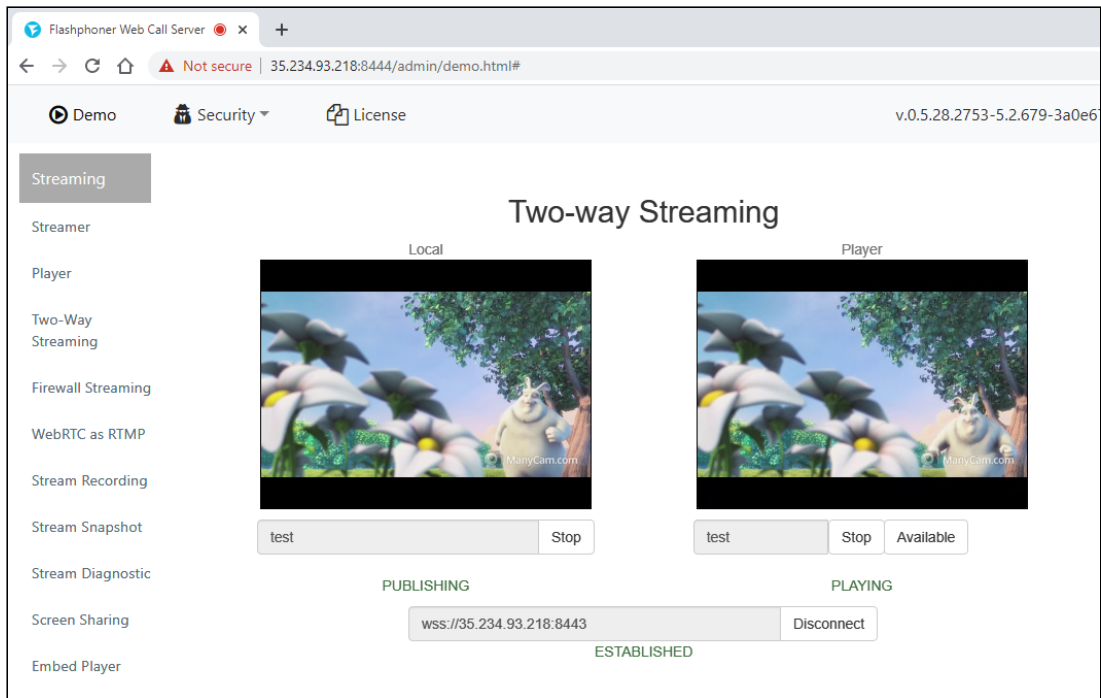 Flashphoner Web Call Server
Not secure | 35.234.93.218:8444/admin/demo.html#
Demo
Security
License
v.0.5.28.2753-5.2.679-3a0e6
Streaming
Streamer
Player
Two-Way
Streaming
Firewall Streaming
WebRTC as RTMP
Stream Recording
Stream Snapshot
Stream Diagnostic
Screen Sharing
Embed Player
Two-way Streaming
Local
Player
ManyCam.com
ManyCam.com
test
Stop
test
Stop
Available
PUBLISHING
PLAYING
wss://35.234.93.218:8443
Disconnect
ESTABLISHED